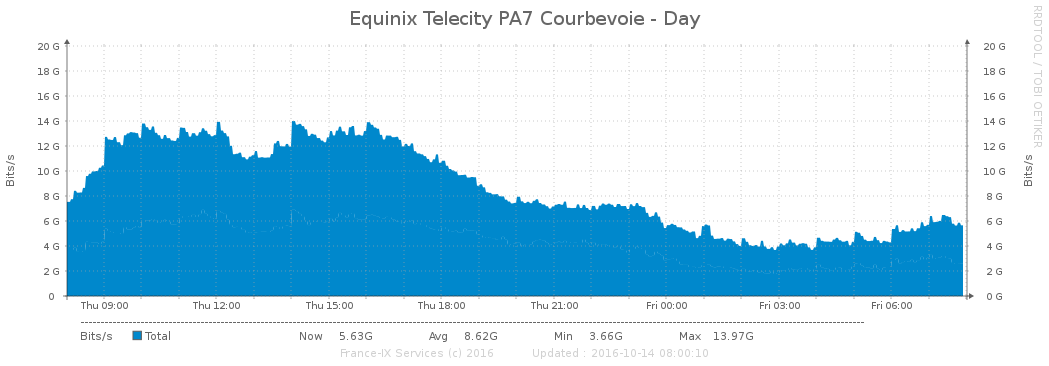 Equinix Telecity PA7 Courbevoie - Day
RRDTOOL / TOBI OETIKER
Bits/s
20 G 20 G
18 G 18 G
16 G 16 G
14 G 14 G
12 G 12 G
10 G 10 G
8 G 8 G
6 G 6 G
4 G 4 G
2 G 2 G
0 0 G
Bits/s
Thu 09:00 Thu 12:00 Thu 15:00 Thu 18:00 Thu 21:00 Fri 00:00 Fri 03:00 Fri 06:00
Bits/s Total Now 5.63G Avg 8.62G Min 3.66G Max 13.97G
France-IX Services (c) 2016 Updated : 2016-10-14 08:00:10